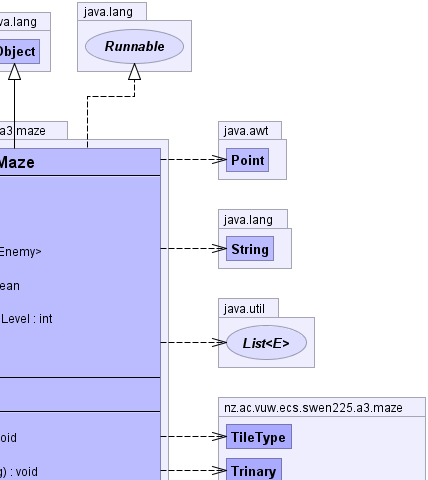 java.lang
va.lang
Object
Runnable
a3.maze
java.awt
Maze
Point
java.lang
String
Enemy>
ean
Level : int
java.util
List<E>
nz.ac.vuw.ecs.swen225.a3.maze
oid
TileType
g) : void
Trinary